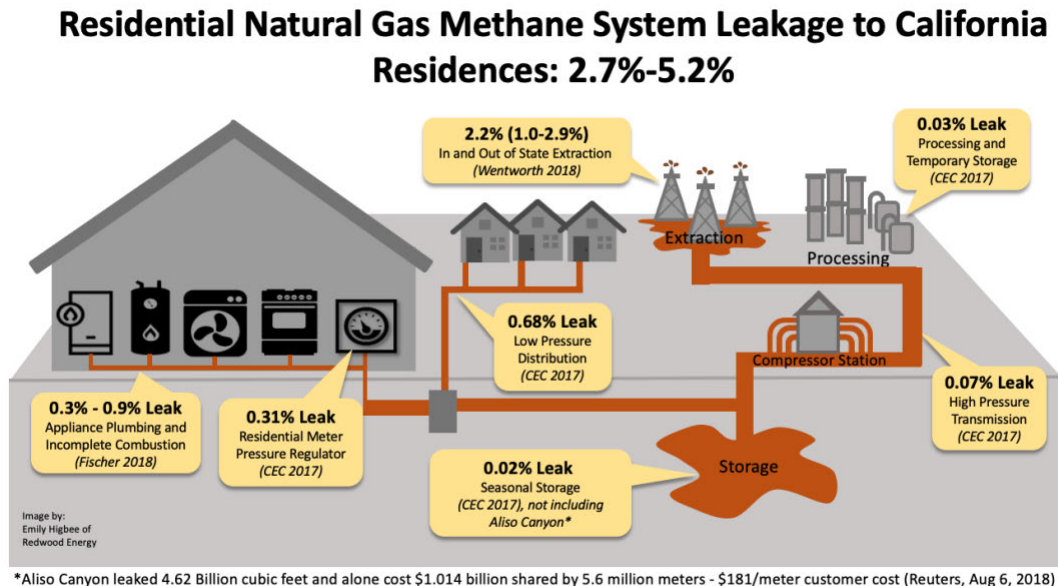 Residential Natural Gas Methane System Leakage to California
Residences: 2.7%-5.2%
2.2% (1.0-2.9%)
In and Out of State Extraction
(Wentworth 2018)
0.03% Leak
Processing and
Temporary Storage
(CEC 2017)
Extraction
Processing
0.68% Leak
Low Pressure
Distribution
(CEC 2017)
Compressor Station
0.3% - 0.9% Leak
Appliance Plumbing and
Incomplete Combustion
(Fischer 2018)
0.31% Leak
Residential Meter
Pressure Regulator
(CEC 2017)
0.07% Leak
High Pressure
Transmission
(CEC 2017)
0.02% Leak
Seasonal Storage
(CEC 2017), not including
Aliso Canyon*
Storage
Image by:
Emily Higbee of
Redwood Energy
*Aliso Canyon leaked 4.62 Billion cubic feet and alone cost $1.014 billion shared by 5.6 million meters - $181/meter customer cost (Reuters, Aug 6, 2018)